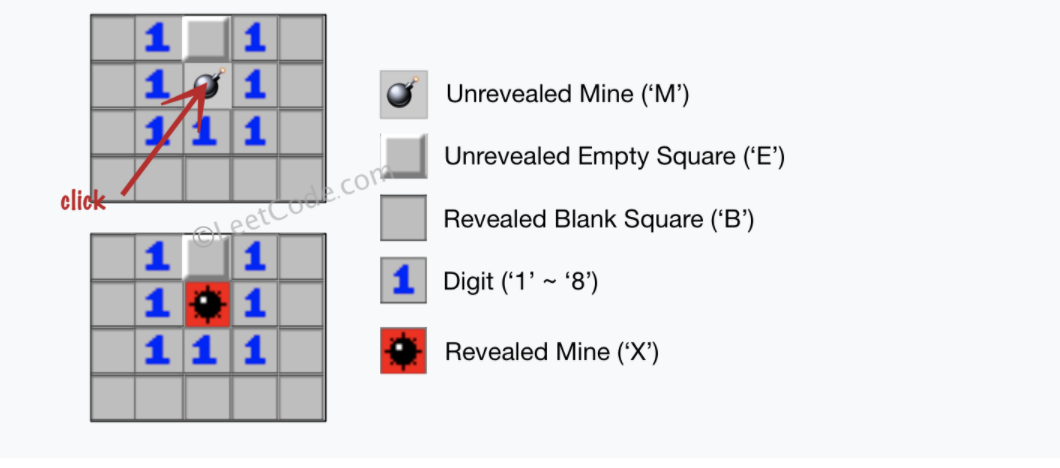 1 1
1 1
1 1 1
click
©LeetCode.com
1 1
1 1
1 1 1
Unrevealed Mine (‘M’)
Unrevealed Empty Square (‘E’)
Revealed Blank Square (‘B’)
1 Digit (‘1’ ~ ‘8’)
Revealed Mine (‘X’)